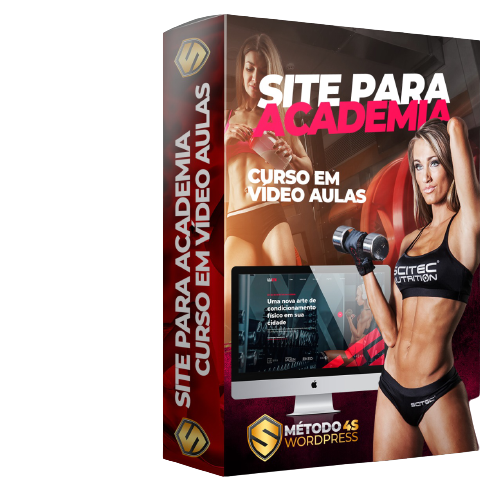 SITE PARA ACADEMIA
CURSO EM VÍDEO AULAS
SITE PARA
ACADEMIA
CURSO EM
VÍDEO AULAS
SCITEC
NUTRITION
Uma nova arte de
condicionamento
físico em sua
cidade
SCITEC
MÉTODO 4S
WORDPRESS